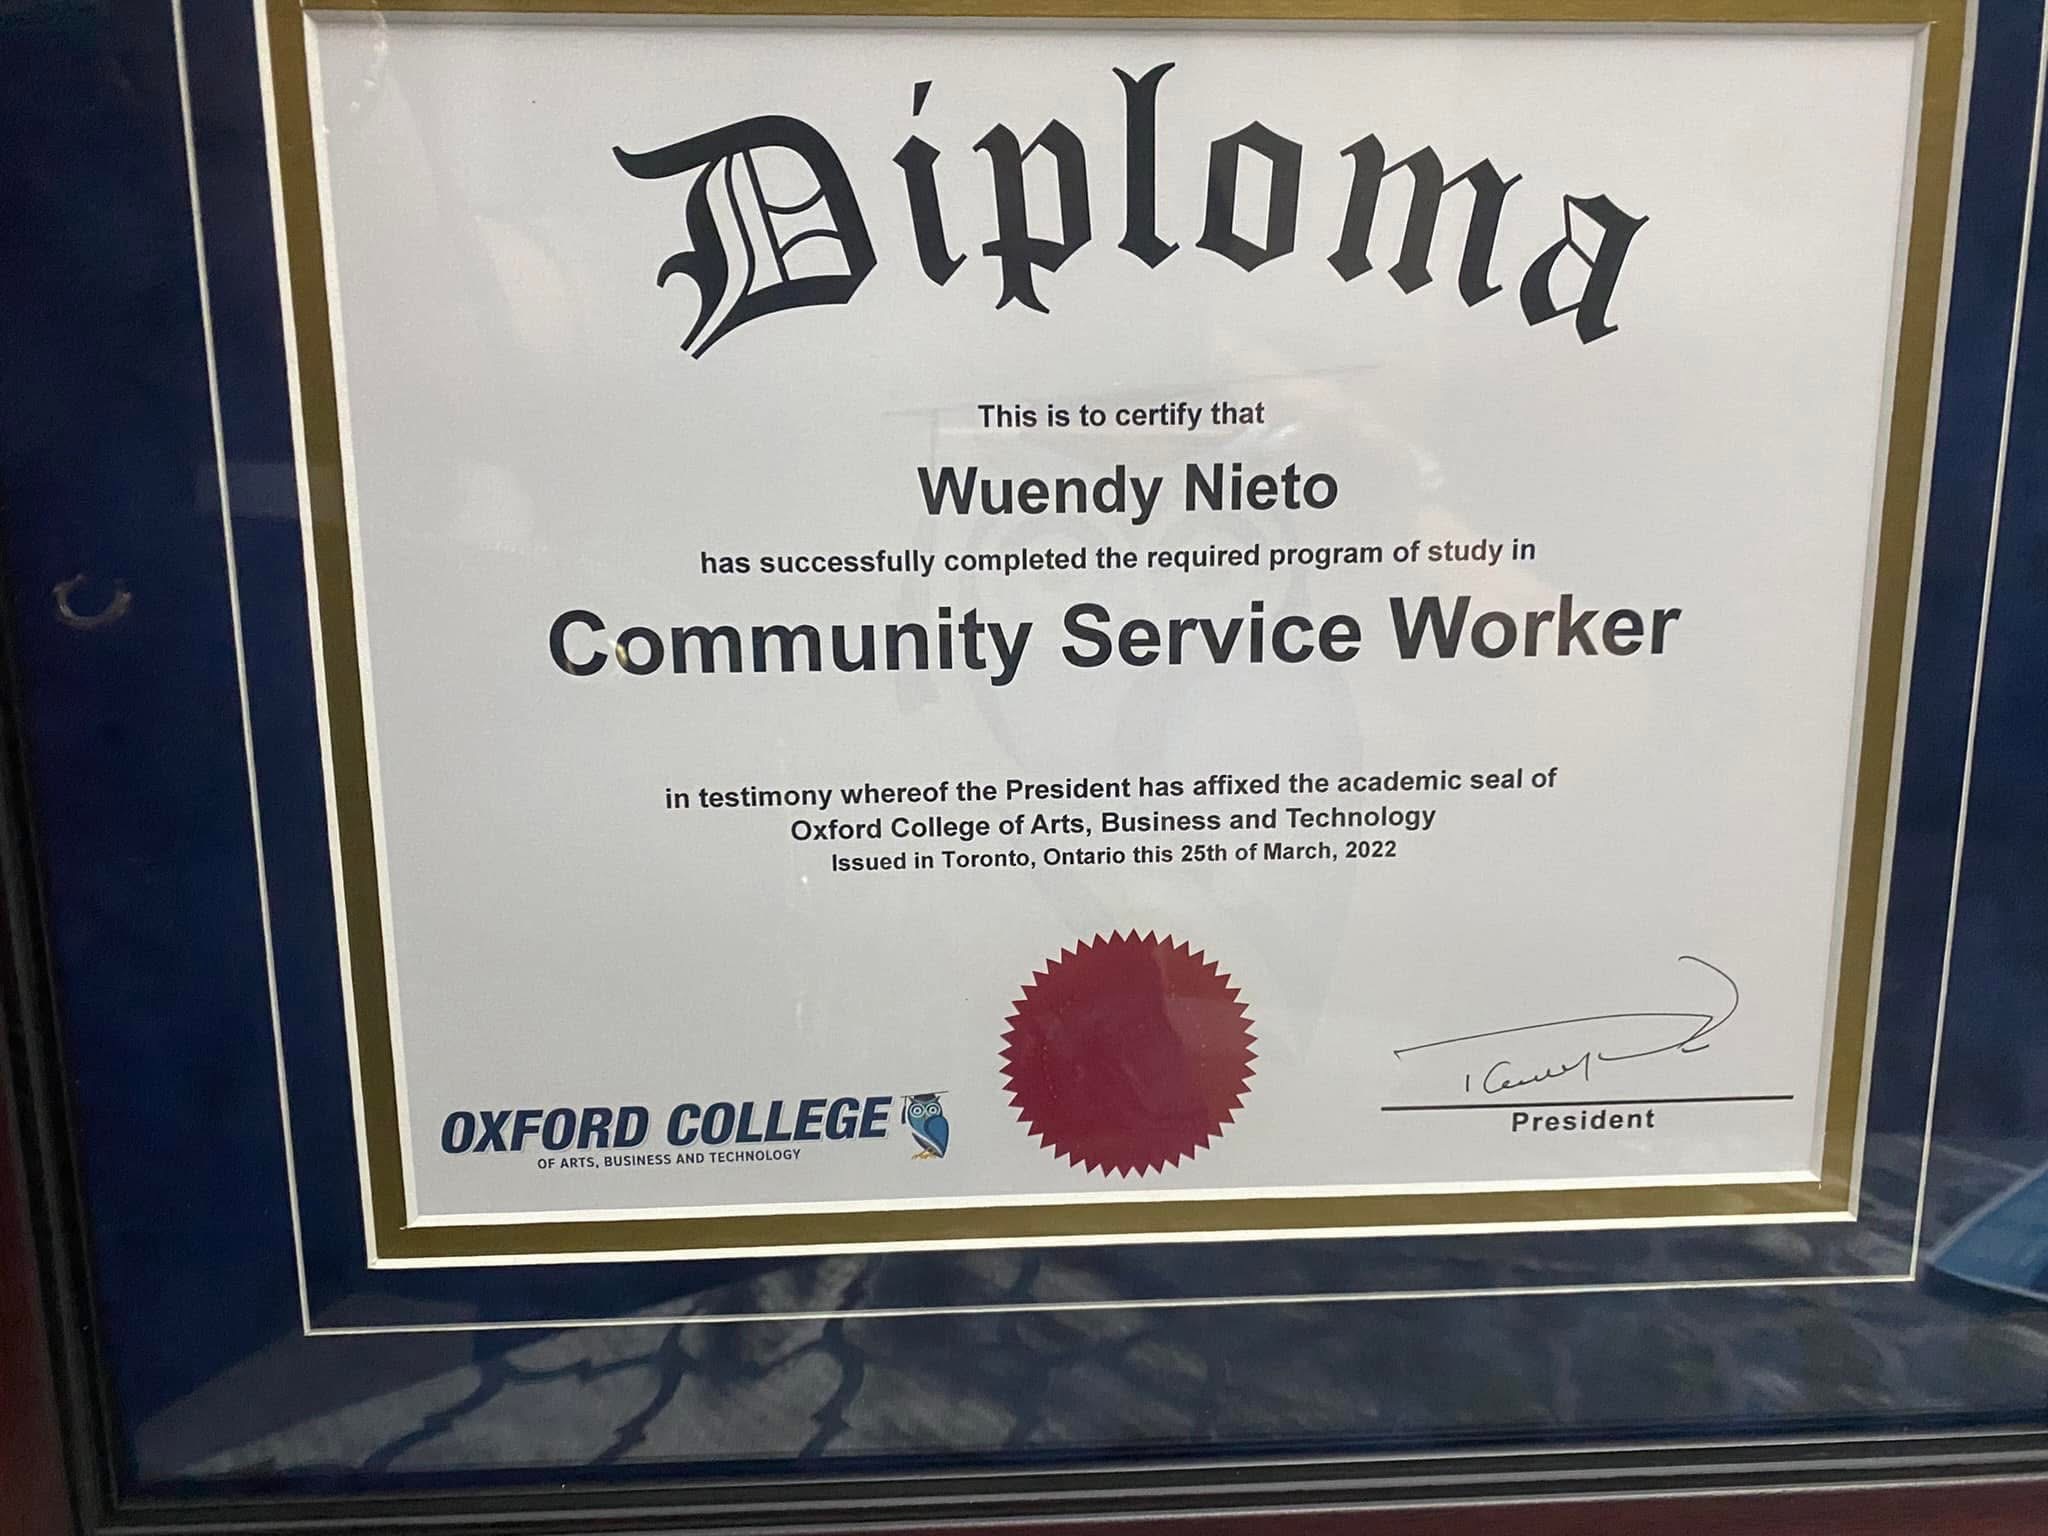 Diploma
This is to certify that
Wuendy Nieto
has successfully completed the required program of study in
Community Service Worker
in testimony whereof the President has affixed the academic seal of
Oxford College of Arts, Business and Technology
Issued in Toronto, Ontario this 25th of March, 2022
OXFORD COLLEGE
OF ARTS, BUSINESS AND TECHNOLOGY
President